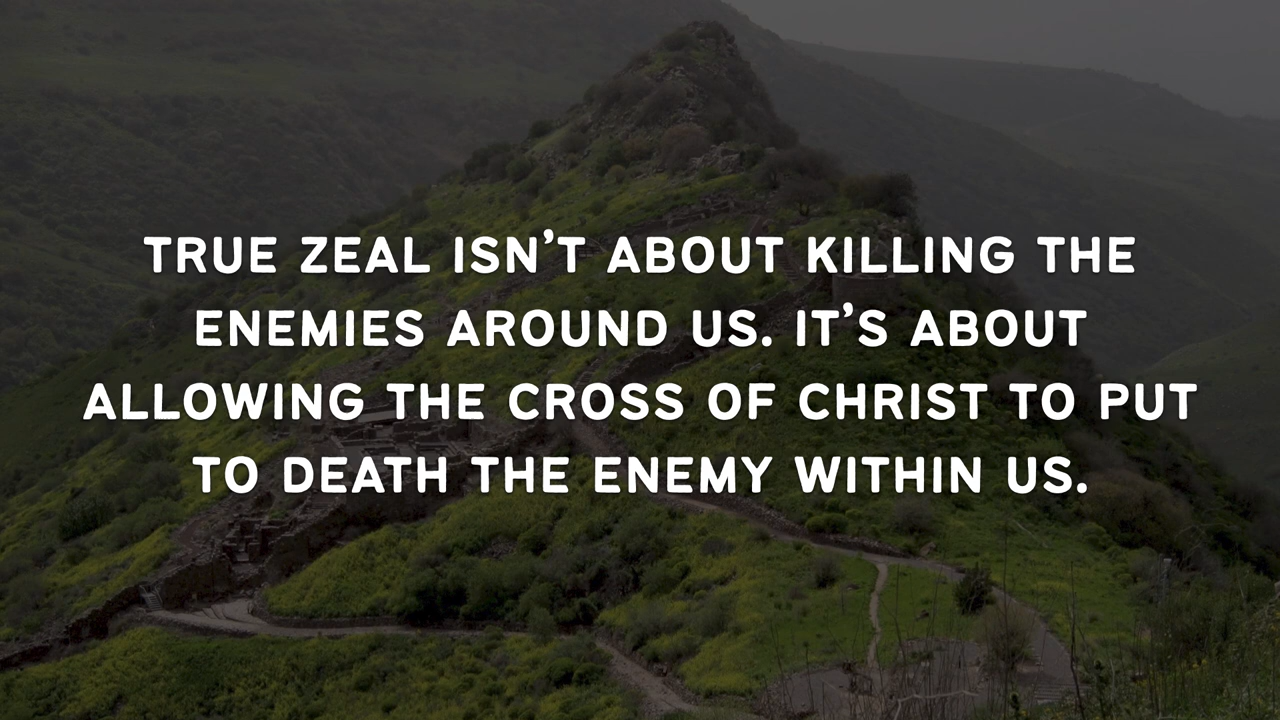 TRUE ZEAL ISN'T ABOUT KILLING THE
ENEMIES AROUND US. IT'S ABOUT
ALLOWING THE CROSS OF CHRIST TO PUT
TO DEATH THE ENEMY WITHIN US.